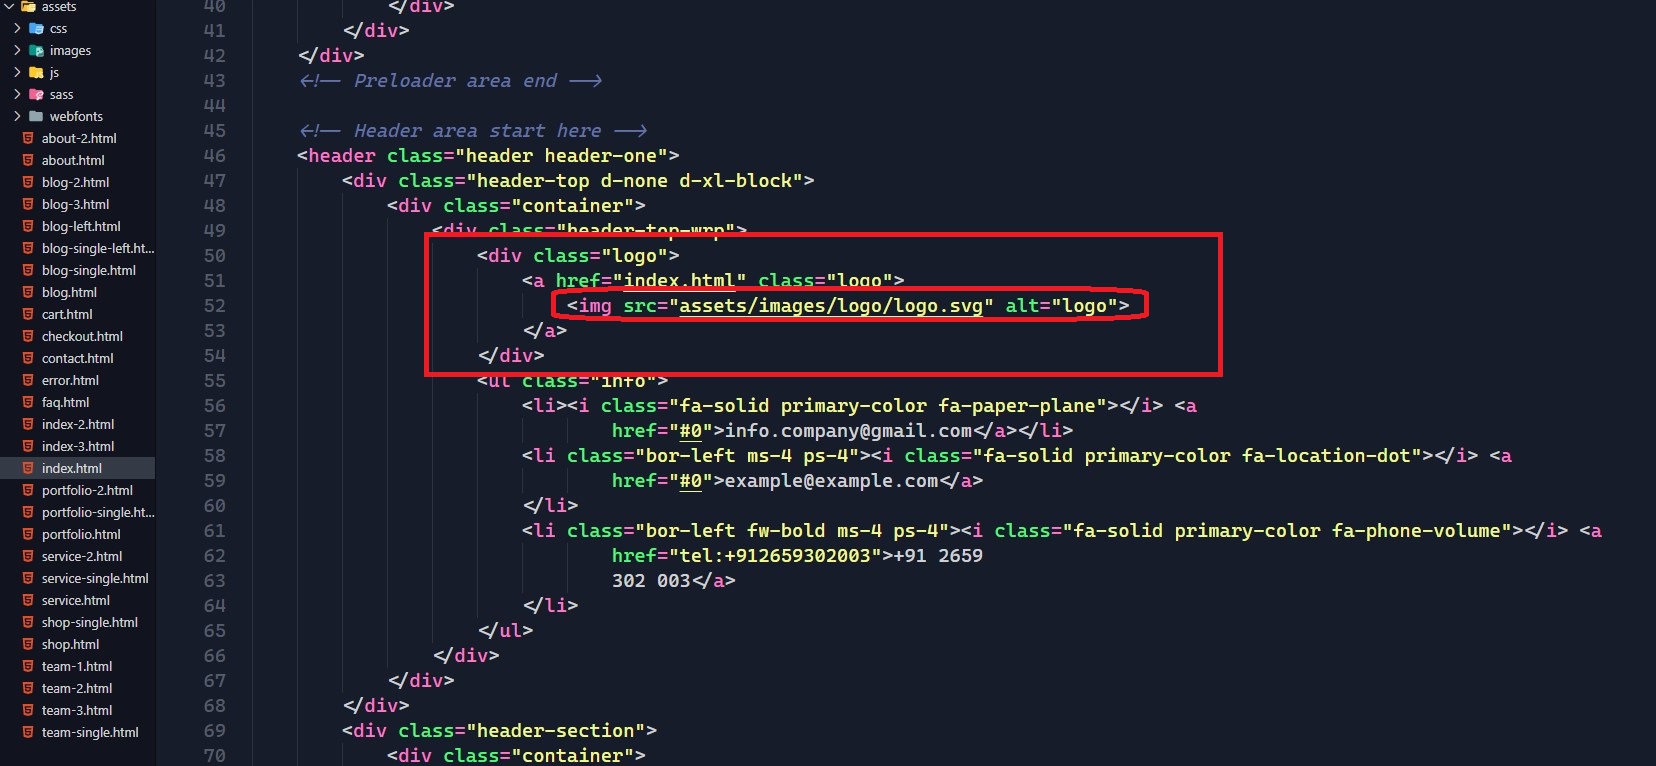 assets
css
images
js
sass
webfonts
about-2.html
about.html
blog-2.html
blog-3.html
blog-left.html
blog-single-left.ht...
blog-single.html
blog.html
cart.html
checkout.html
contact.html
error.html
faq.html
index-2.html
index-3.html
index.html
portfolio-2.html
portfolio-single.ht...
portfolio.html
service-2.html
service-single.html
service.html
shop-single.html
shop.html
team-1.html
team-2.html
team-3.html
team-single.html
40 </div>
41 </div>
42 </div>
43 <!-- Preloader area end -->
44
45 <!-- Header area start here -->
46 <header class="header header-one">
47 <div class="header-top d-none d-xl-block">
48 <div class="container">
49 <div class="header-top-wrp">
50 <div class="logo">
51 <a href="index.html" class="logo">
52 <img src="assets/images/logo/logo.svg" alt="logo">
53 </a>
54 </div>
55 <ul class="info">
56 <li><i class="fa-solid primary-color fa-paper-plane"></i> <a
57 href="#0">info.company@gmail.com</a></li>
58 <li class="bor-left ms-4 ps-4"><i class="fa-solid primary-color fa-location-dot"></i> <a
59 href="#0">example@example.com</a>
60 </li>
61 <li class="bor-left fw-bold ms-4 ps-4"><i class="fa-solid primary-color fa-phone-volume"></i> <a
62 href="tel:+912659302003">+91 2659
63 302 003</a>
64 </li>
65 </ul>
66 </div>
67 </div>
68 </div>
69 <div class="header-section">
70 <div class="container">